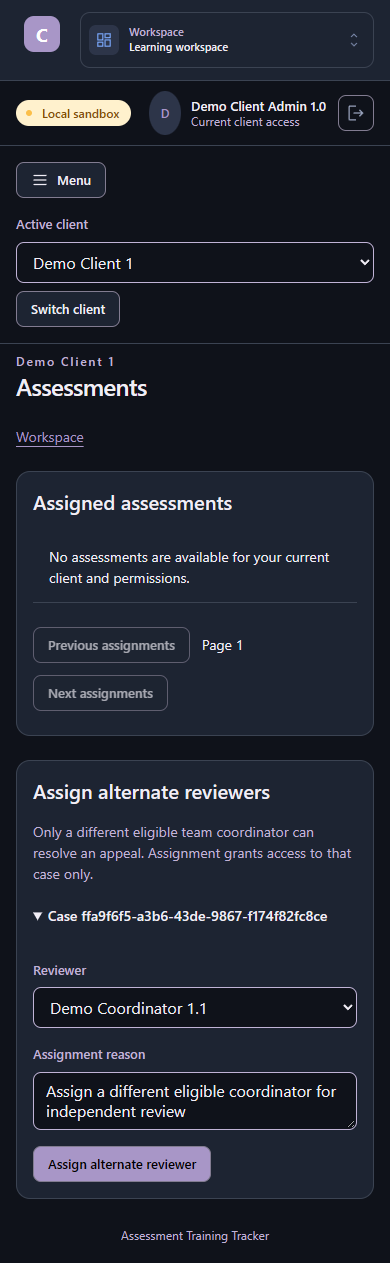 C
Workspace
Learning workspace
Local sandbox
D
Demo Client Admin 1.0
Current client access
Menu
Active client
Demo Client 1
Switch client
Demo Client 1
Assessments
Workspace
Assigned assessments
No assessments are available for your current
client and permissions.
Previous assignments
Page 1
Next assignments
Assign alternate reviewers
Only a different eligible team coordinator can
resolve an appeal. Assignment grants access to that
case only.
Case ffa9f6f5-a3b6-43de-9867-f174f82fc8ce
Reviewer
Demo Coordinator 1.1
Assignment reason
Assign a different eligible coordinator for
independent review
Assign alternate reviewer
Assessment Training Tracker